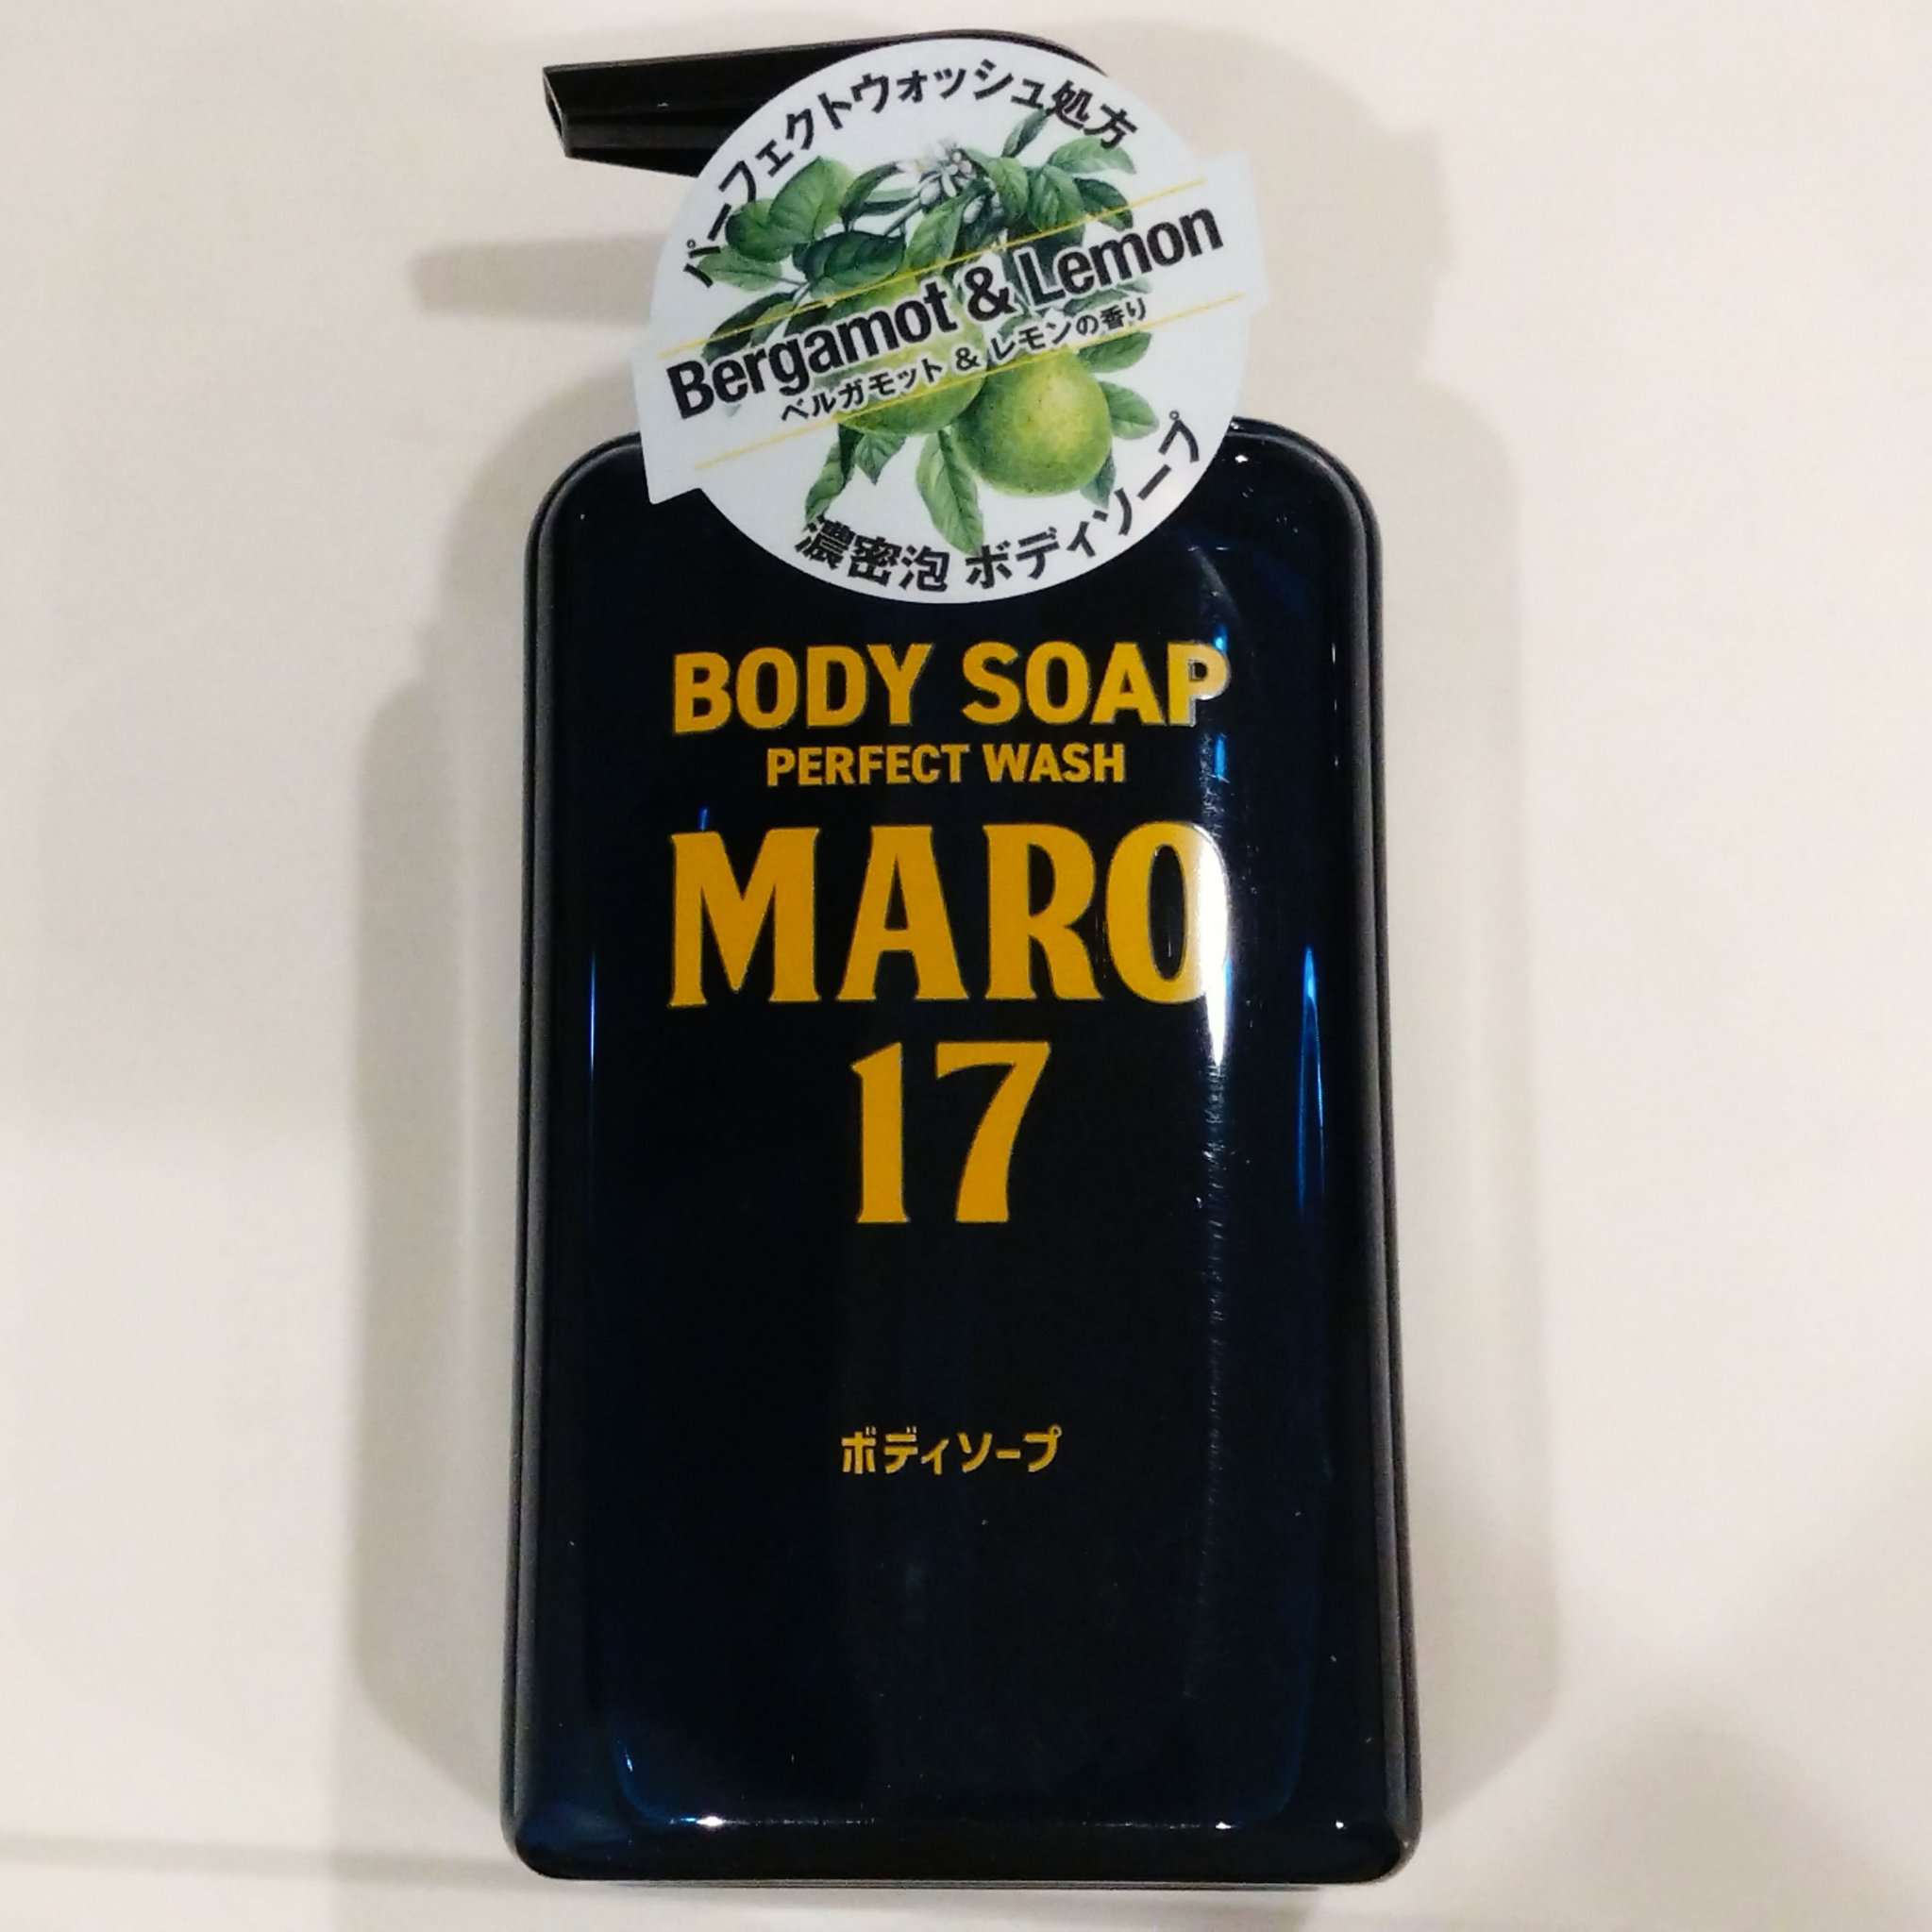 パーフェクトウォッシュ処方
Bergamot & Lemon
ベルガモット & レモンの香り
濃密泡 ボディソープ
BODY SOAP
PERFECT WASH
MARO
17
ボディソープ